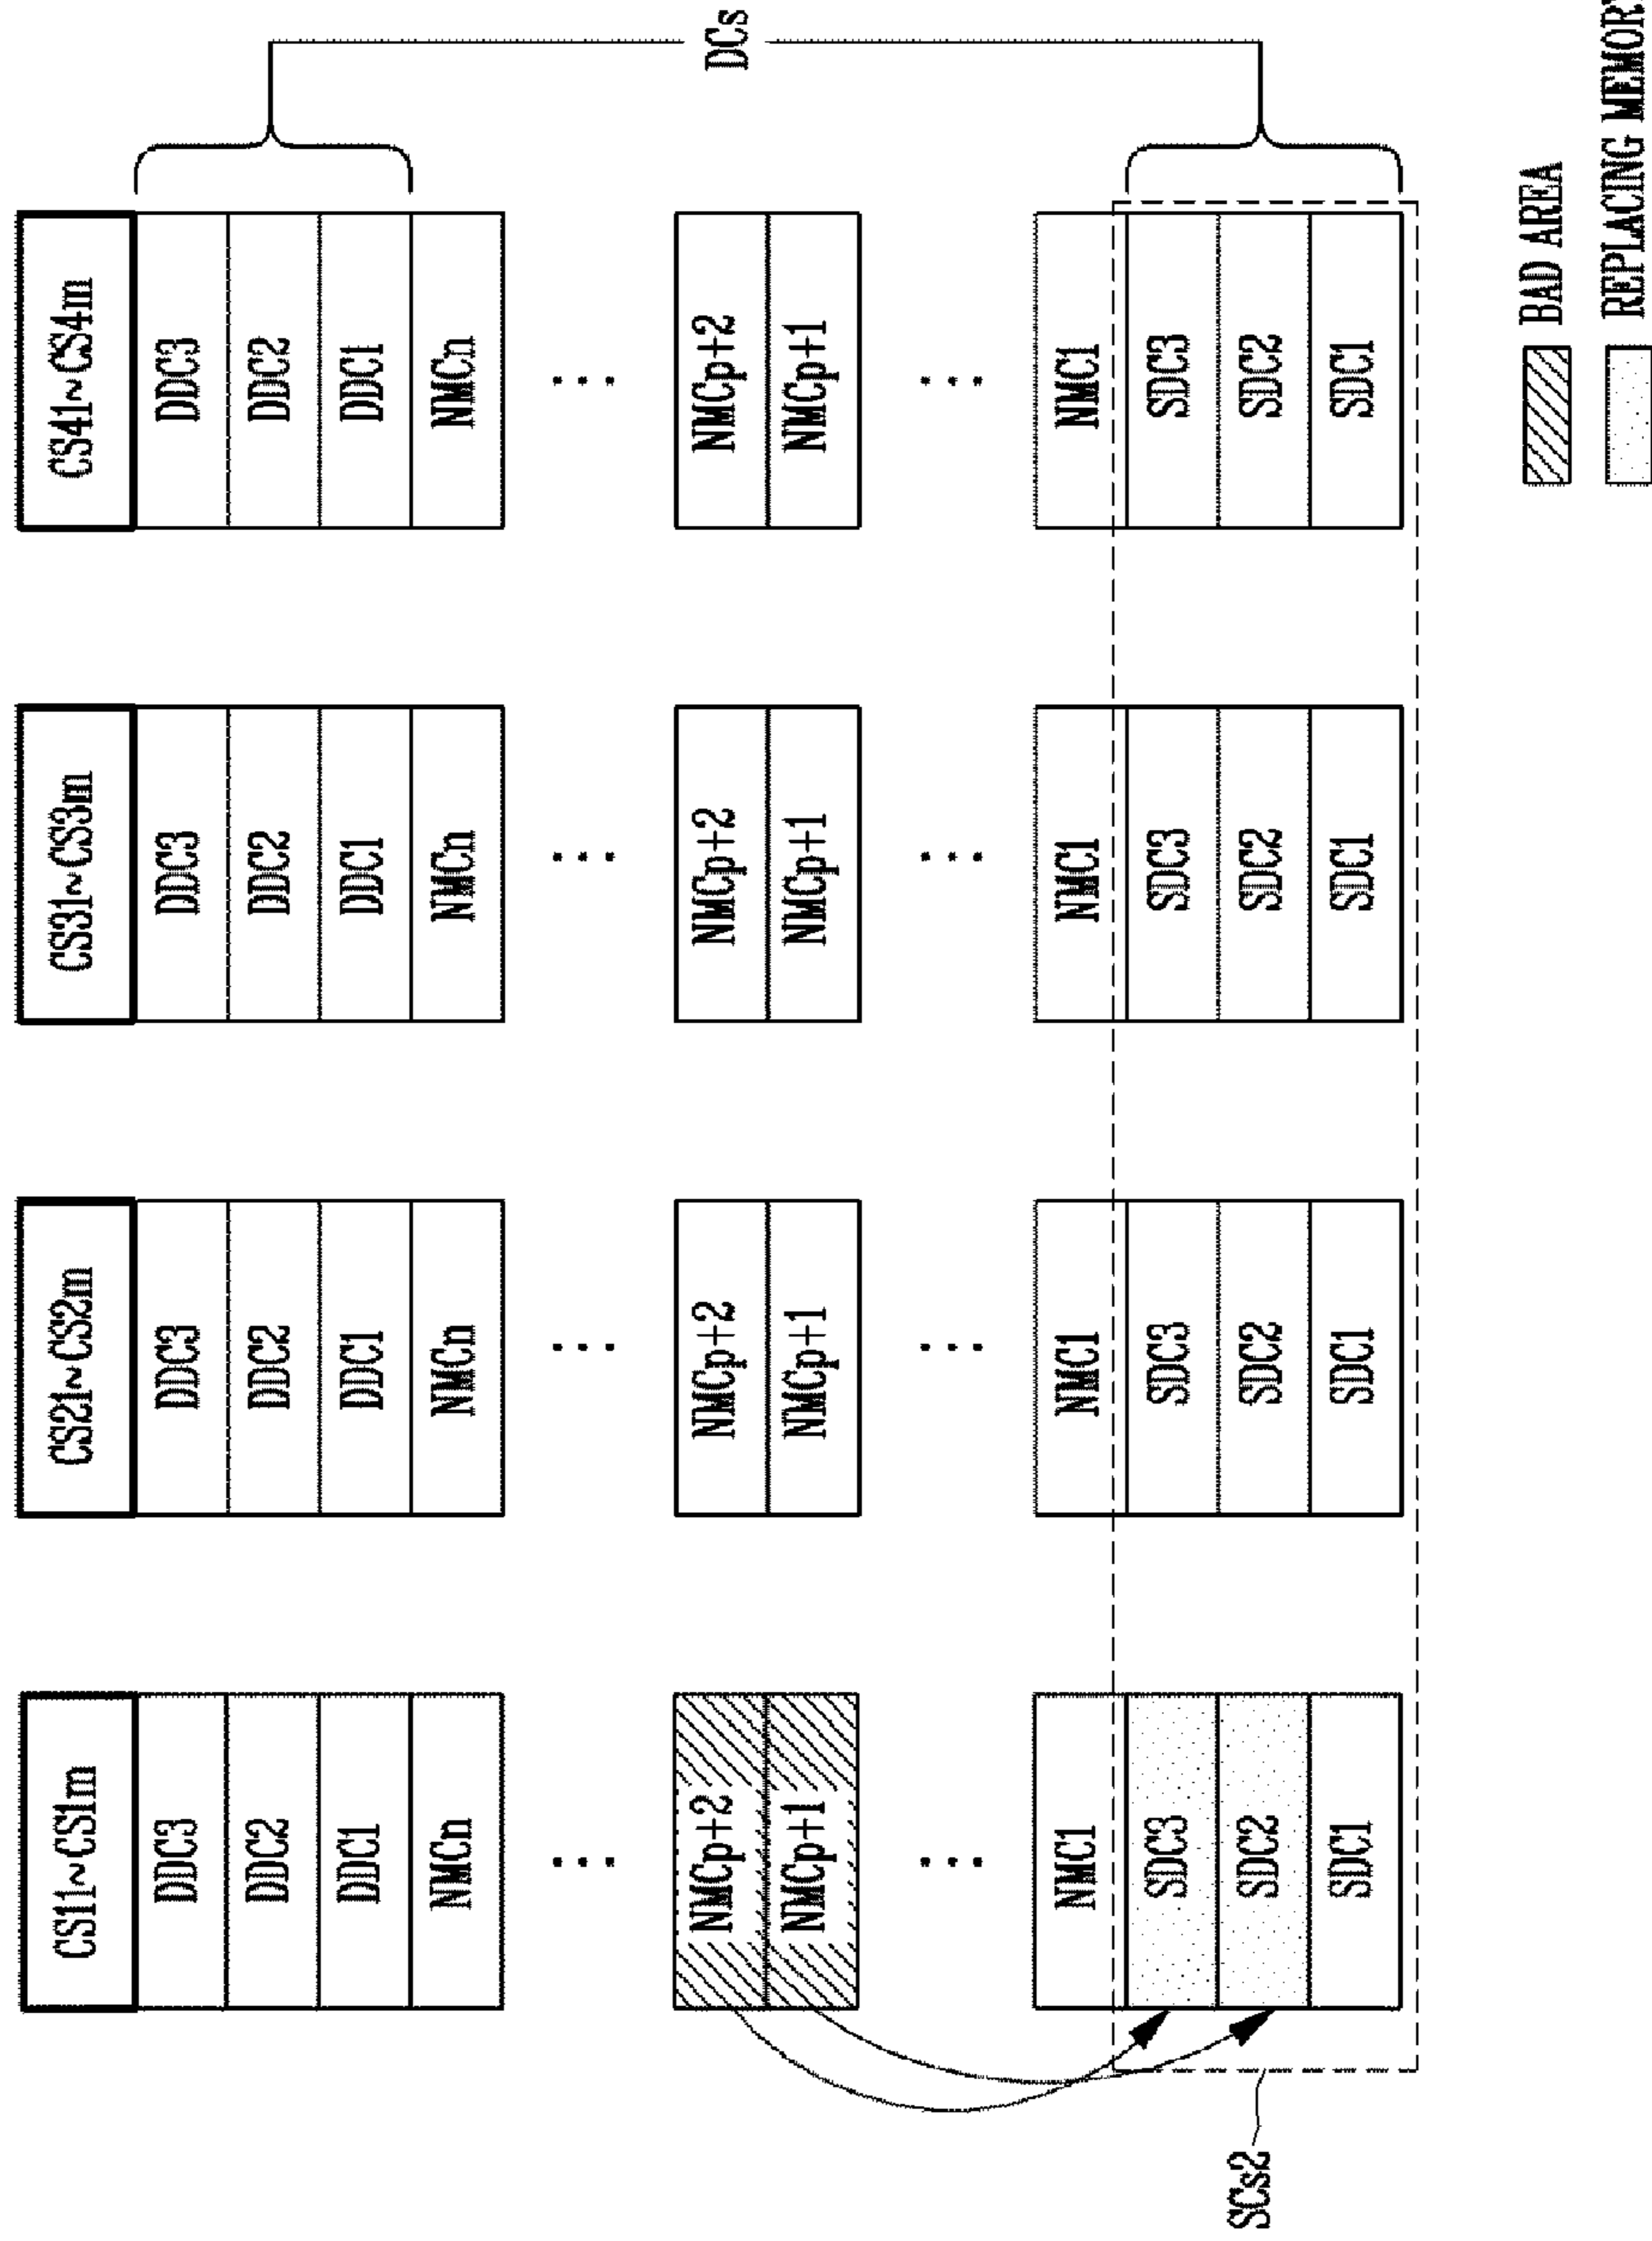 CS11~CS1m CS21~CS2m CS31~CS3m CS41~CS4m
DDC3 DDC3 DDC3 DDC3
DDC2 DDC2 DDC2 DDC2
DDC1 DDC1 DDC1 DDC1
NMCn NMCn NMCn NMCn
... ... ... ...
NMCp+2 NMCp+2 NMCp+2 NMCp+2
DCs
NMCp+1 NMCp+1 NMCp+1 NMCp+1
... ... ... ...
NMC1 NMC1 NMC1 NMC1
SDC3 SDC3 SDC3 SDC3
SCs2
SDC2 SDC2 SDC2 SDC2
SDC1 SDC1 SDC1 SDC1
BAD AREA
REPLACING MEMORY